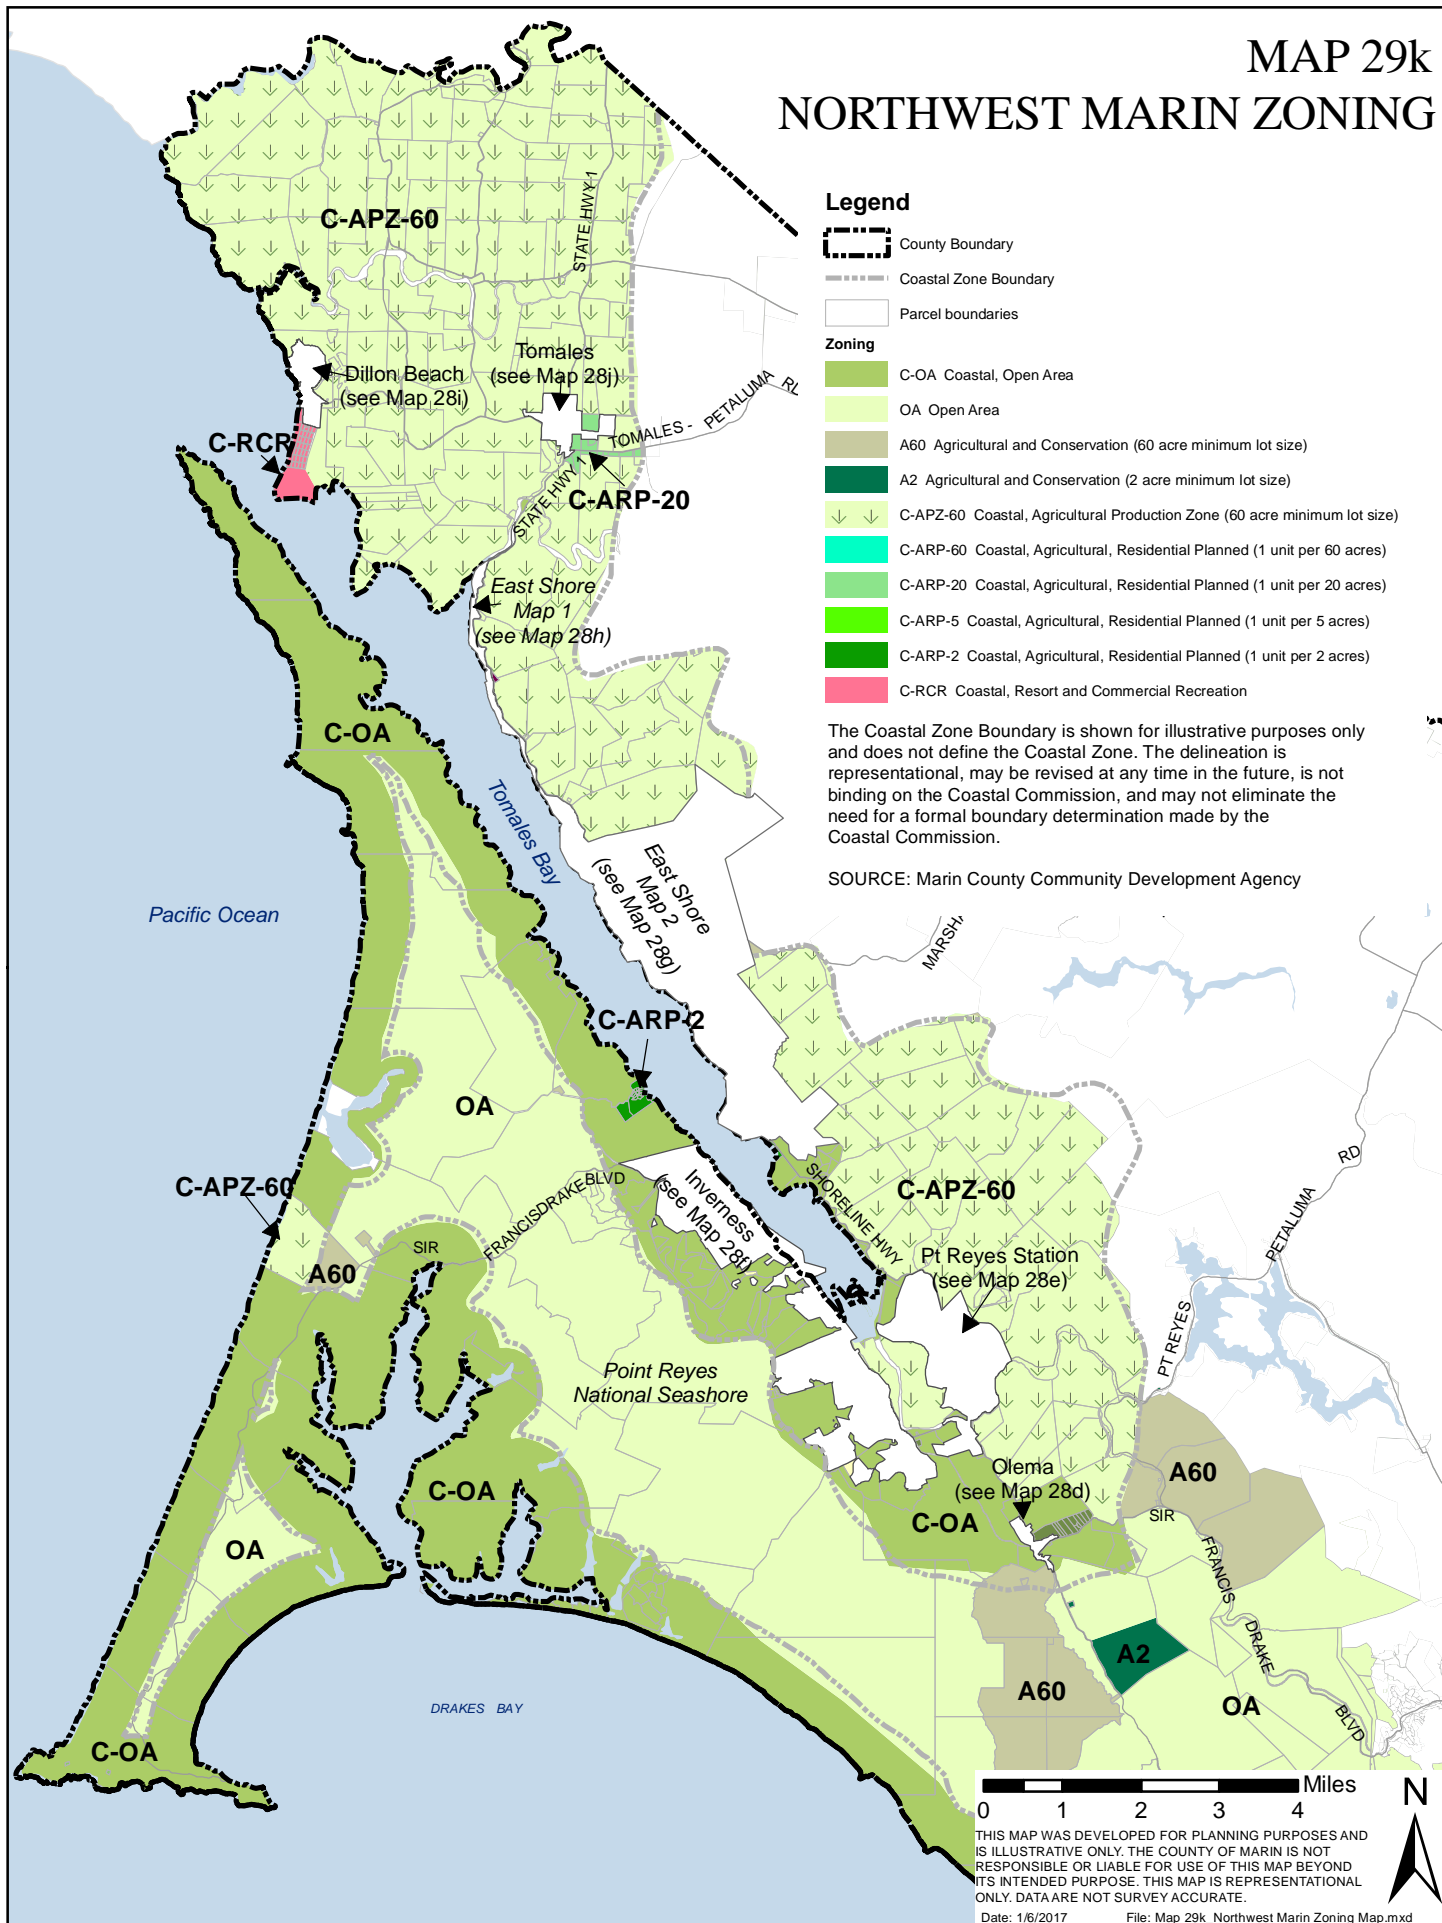 MAP 29k
NORTHWEST MARIN ZONING
Legend
County Boundary
Coastal Zone Boundary
Parcel boundaries
Zoning
C-OA Coastal, Open Area
OA Open Area
A60 Agricultural and Conservation (60 acre minimum lot size)
A2 Agricultural and Conservation (2 acre minimum lot size)
C-APZ-60 Coastal, Agricultural Production Zone (60 acre minimum lot size)
C-ARP-60 Coastal, Agricultural, Residential Planned (1 unit per 60 acres)
C-ARP-20 Coastal, Agricultural, Residential Planned (1 unit per 20 acres)
C-ARP-5 Coastal, Agricultural, Residential Planned (1 unit per 5 acres)
C-ARP-2 Coastal, Agricultural, Residential Planned (1 unit per 2 acres)
C-RCR Coastal, Resort and Commercial Recreation
The Coastal Zone Boundary is shown for illustrative purposes only
and does not define the Coastal Zone. The delineation is
representational, may be revised at any time in the future, is not
binding on the Coastal Commission, and may not eliminate the
need for a formal boundary determination made by the
Coastal Commission.
SOURCE: Marin County Community Development Agency
C-APZ-60
STATE HWY 1
Dillon Beach
(see Map 28i)
Tomales
(see Map 28j)
TOMALES - PETALUMA
C-RCR
C-ARP-20
STATE HWY 1
East Shore
Map 1
(see Map 28h)
C-OA
Tomales Bay
East Shore
Map 2
(see Map 28g)
Pacific Ocean
C-ARP-2
OA
C-APZ-60
A60
SIR
FRANCIS DRAKE BLVD
Inverness
(see Map 28f)
SHORELINE HWY
C-APZ-60
Pt Reyes Station
(see Map 28e)
PT REYES
PETALUMA
RD
Point Reyes
National Seashore
C-OA
OA
C-OA
Olema
(see Map 28d)
C-OA
A60
SIR
FRANCIS
DRAKE
BLVD
A2
A60
OA
DRAKES BAY
Miles
0 1 2 3 4
N
THIS MAP WAS DEVELOPED FOR PLANNING PURPOSES AND
IS ILLUSTRATIVE ONLY. THE COUNTY OF MARIN IS NOT
RESPONSIBLE OR LIABLE FOR USE OF THIS MAP BEYOND
ITS INTENDED PURPOSE. THIS MAP IS REPRESENTATIONAL
ONLY. DATA ARE NOT SURVEY ACCURATE.
Date: 1/6/2017 File: Map 29k_Northwest Marin Zoning Map.mxd